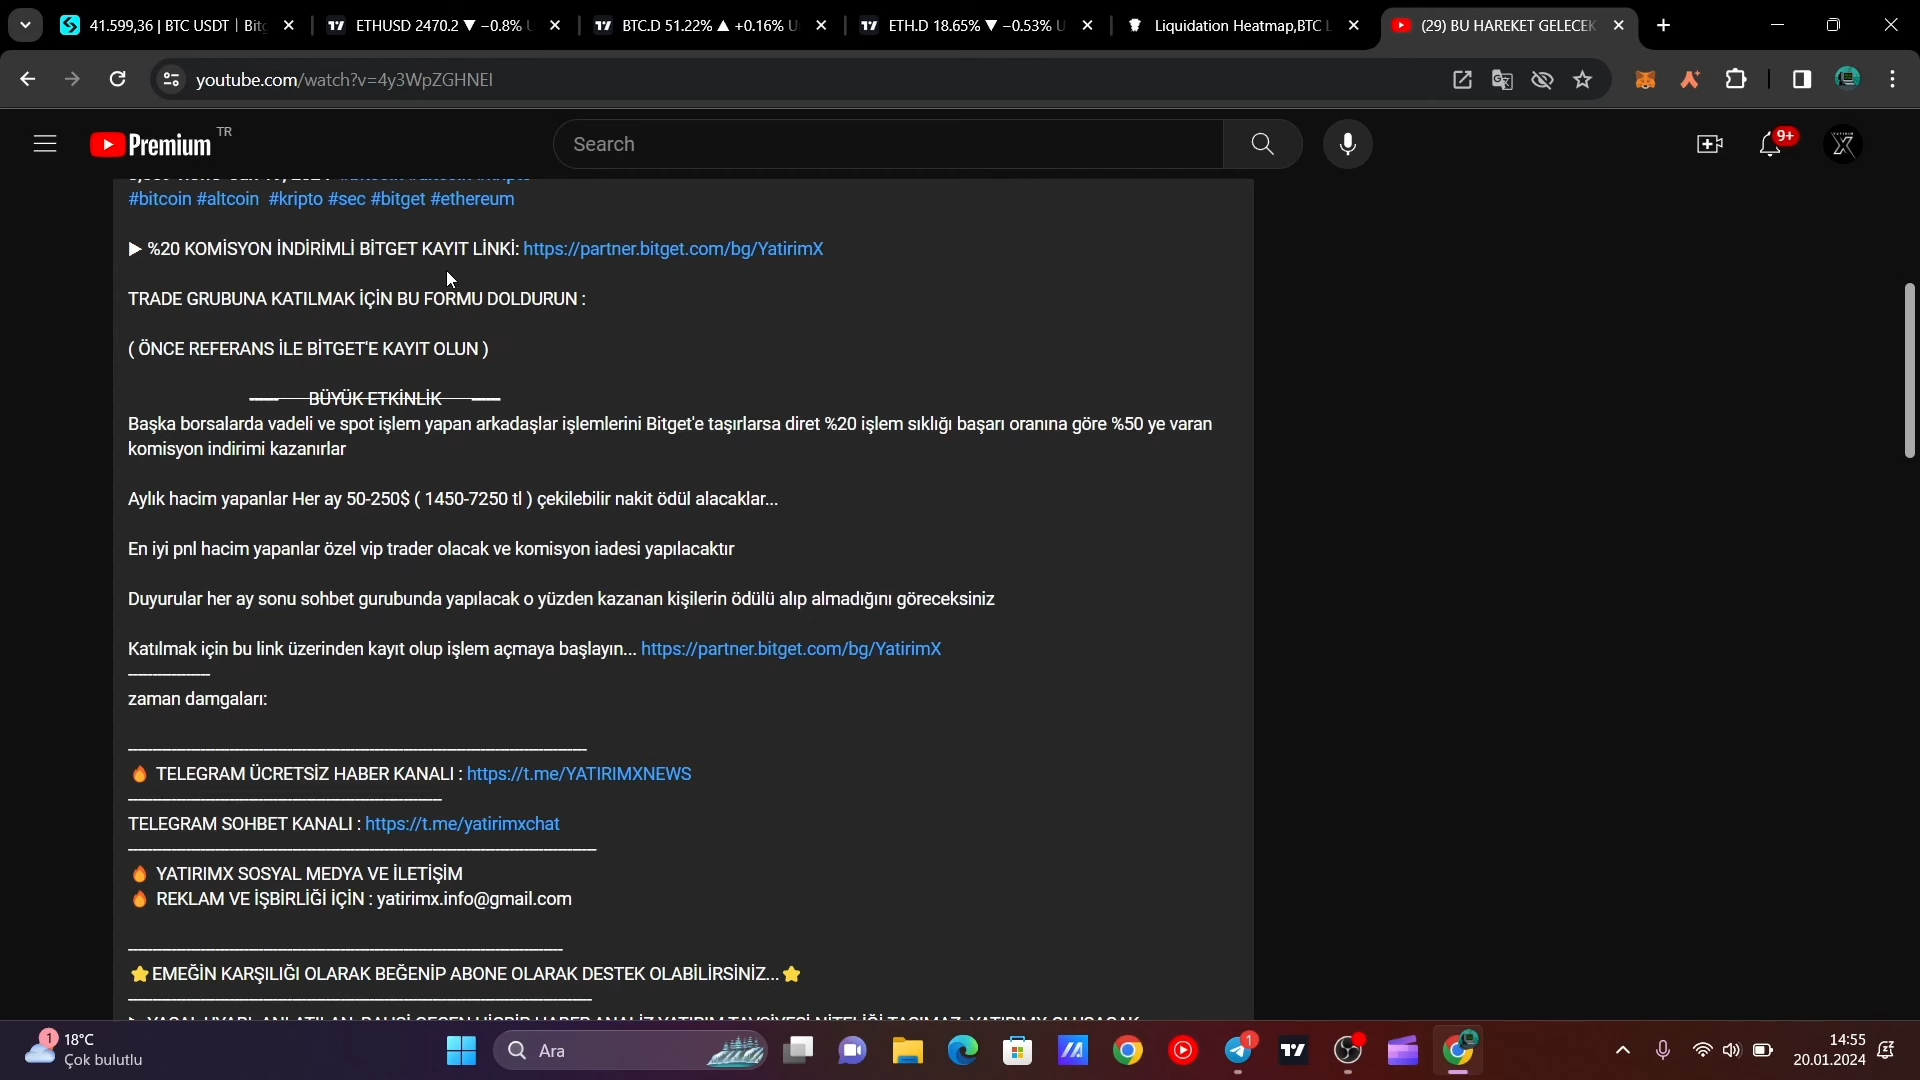 41.599,36 | BTC USDT | Bitg
ETHUSD 2470.2 ▼ −0.8% U
BTC.D 51.22% ▲ +0.16% U
ETH.D 18.65% ▼ −0.53% U
Liquidation Heatmap,BTC L
(29) BU HAREKET GELECEK
youtube.com/watch?v=4y3WpZGHNEI
Premium TR
Search
9+
#bitcoin #altcoin #kripto #sec #bitget #ethereum
▶ %20 KOMİSYON İNDİRİMLİ BİTGET KAYIT LİNKİ: https://partner.bitget.com/bg/YatirimX
TRADE GRUBUNA KATILMAK İÇİN BU FORMU DOLDURUN :
( ÖNCE REFERANS İLE BİTGET'E KAYIT OLUN )
BÜYÜK ETKİNLİK
Başka borsalarda vadeli ve spot işlem yapan arkadaşlar işlemlerini Bitget'e taşırlarsa diret %20 işlem sıklığı başarı oranına göre %50 ye varan
komisyon indirimi kazanırlar
Aylık hacim yapanlar Her ay 50-250$ ( 1450-7250 tl ) çekilebilir nakit ödül alacaklar...
En iyi pnl hacim yapanlar özel vip trader olacak ve komisyon iadesi yapılacaktır
Duyurular her ay sonu sohbet gurubunda yapılacak o yüzden kazanan kişilerin ödülü alıp almadığını göreceksiniz
Katılmak için bu link üzerinden kayıt olup işlem açmaya başlayın... https://partner.bitget.com/bg/YatirimX
zaman damgaları:
🔥 TELEGRAM ÜCRETSİZ HABER KANALI : https://t.me/YATIRIMXNEWS
TELEGRAM SOHBET KANALI : https://t.me/yatirimxchat
🔥 YATIRIMX SOSYAL MEDYA VE İLETİŞİM
🔥 REKLAM VE İŞBİRLİĞİ İÇİN : yatirimx.info@gmail.com
⭐EMEĞİN KARŞILIĞI OLARAK BEĞENİP ABONE OLARAK DESTEK OLABİLİRSİNİZ...⭐
1
18°C
Çok bulutlu
Ara
1
14:55
20.01.2024